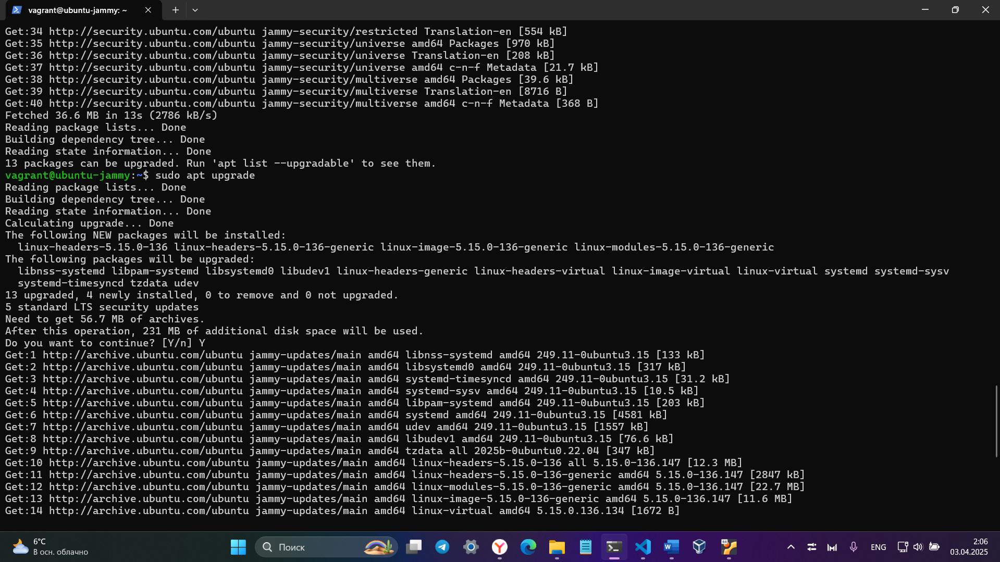 vagrant@ubuntu-jammy: ~
Get:34 http://security.ubuntu.com/ubuntu jammy-security/restricted Translation-en [554 kB]
Get:35 http://security.ubuntu.com/ubuntu jammy-security/universe amd64 Packages [970 kB]
Get:36 http://security.ubuntu.com/ubuntu jammy-security/universe Translation-en [208 kB]
Get:37 http://security.ubuntu.com/ubuntu jammy-security/universe amd64 c-n-f Metadata [21.7 kB]
Get:38 http://security.ubuntu.com/ubuntu jammy-security/multiverse amd64 Packages [39.6 kB]
Get:39 http://security.ubuntu.com/ubuntu jammy-security/multiverse Translation-en [8716 B]
Get:40 http://security.ubuntu.com/ubuntu jammy-security/multiverse amd64 c-n-f Metadata [368 B]
Fetched 36.6 MB in 13s (2786 kB/s)
Reading package lists... Done
Building dependency tree... Done
Reading state information... Done
13 packages can be upgraded. Run 'apt list --upgradable' to see them.
vagrant@ubuntu-jammy:~$ sudo apt upgrade
Reading package lists... Done
Building dependency tree... Done
Reading state information... Done
Calculating upgrade... Done
The following NEW packages will be installed:
  linux-headers-5.15.0-136 linux-headers-5.15.0-136-generic linux-image-5.15.0-136-generic linux-modules-5.15.0-136-generic
The following packages will be upgraded:
  libnss-systemd libpam-systemd libsystemd0 libudev1 linux-headers-generic linux-headers-virtual linux-image-virtual linux-virtual systemd systemd-sysv
  systemd-timesyncd tzdata udev
13 upgraded, 4 newly installed, 0 to remove and 0 not upgraded.
5 standard LTS security updates
Need to get 56.7 MB of archives.
After this operation, 231 MB of additional disk space will be used.
Do you want to continue? [Y/n] Y
Get:1 http://archive.ubuntu.com/ubuntu jammy-updates/main amd64 libnss-systemd amd64 249.11-0ubuntu3.15 [133 kB]
Get:2 http://archive.ubuntu.com/ubuntu jammy-updates/main amd64 libsystemd0 amd64 249.11-0ubuntu3.15 [317 kB]
Get:3 http://archive.ubuntu.com/ubuntu jammy-updates/main amd64 systemd-timesyncd amd64 249.11-0ubuntu3.15 [31.2 kB]
Get:4 http://archive.ubuntu.com/ubuntu jammy-updates/main amd64 systemd-sysv amd64 249.11-0ubuntu3.15 [10.5 kB]
Get:5 http://archive.ubuntu.com/ubuntu jammy-updates/main amd64 libpam-systemd amd64 249.11-0ubuntu3.15 [203 kB]
Get:6 http://archive.ubuntu.com/ubuntu jammy-updates/main amd64 systemd amd64 249.11-0ubuntu3.15 [4581 kB]
Get:7 http://archive.ubuntu.com/ubuntu jammy-updates/main amd64 udev amd64 249.11-0ubuntu3.15 [1557 kB]
Get:8 http://archive.ubuntu.com/ubuntu jammy-updates/main amd64 libudev1 amd64 249.11-0ubuntu3.15 [76.6 kB]
Get:9 http://archive.ubuntu.com/ubuntu jammy-updates/main amd64 tzdata all 2025b-0ubuntu0.22.04 [347 kB]
Get:10 http://archive.ubuntu.com/ubuntu jammy-updates/main amd64 linux-headers-5.15.0-136 all 5.15.0-136.147 [12.3 MB]
Get:11 http://archive.ubuntu.com/ubuntu jammy-updates/main amd64 linux-headers-5.15.0-136-generic amd64 5.15.0-136.147 [2847 kB]
Get:12 http://archive.ubuntu.com/ubuntu jammy-updates/main amd64 linux-modules-5.15.0-136-generic amd64 5.15.0-136.147 [22.7 MB]
Get:13 http://archive.ubuntu.com/ubuntu jammy-updates/main amd64 linux-image-5.15.0-136-generic amd64 5.15.0-136.147 [11.6 MB]
Get:14 http://archive.ubuntu.com/ubuntu jammy-updates/main amd64 linux-virtual amd64 5.15.0.136.134 [1672 B]
6°C
В осн. облачно
Поиск
64
ENG
2:06
03.04.2025